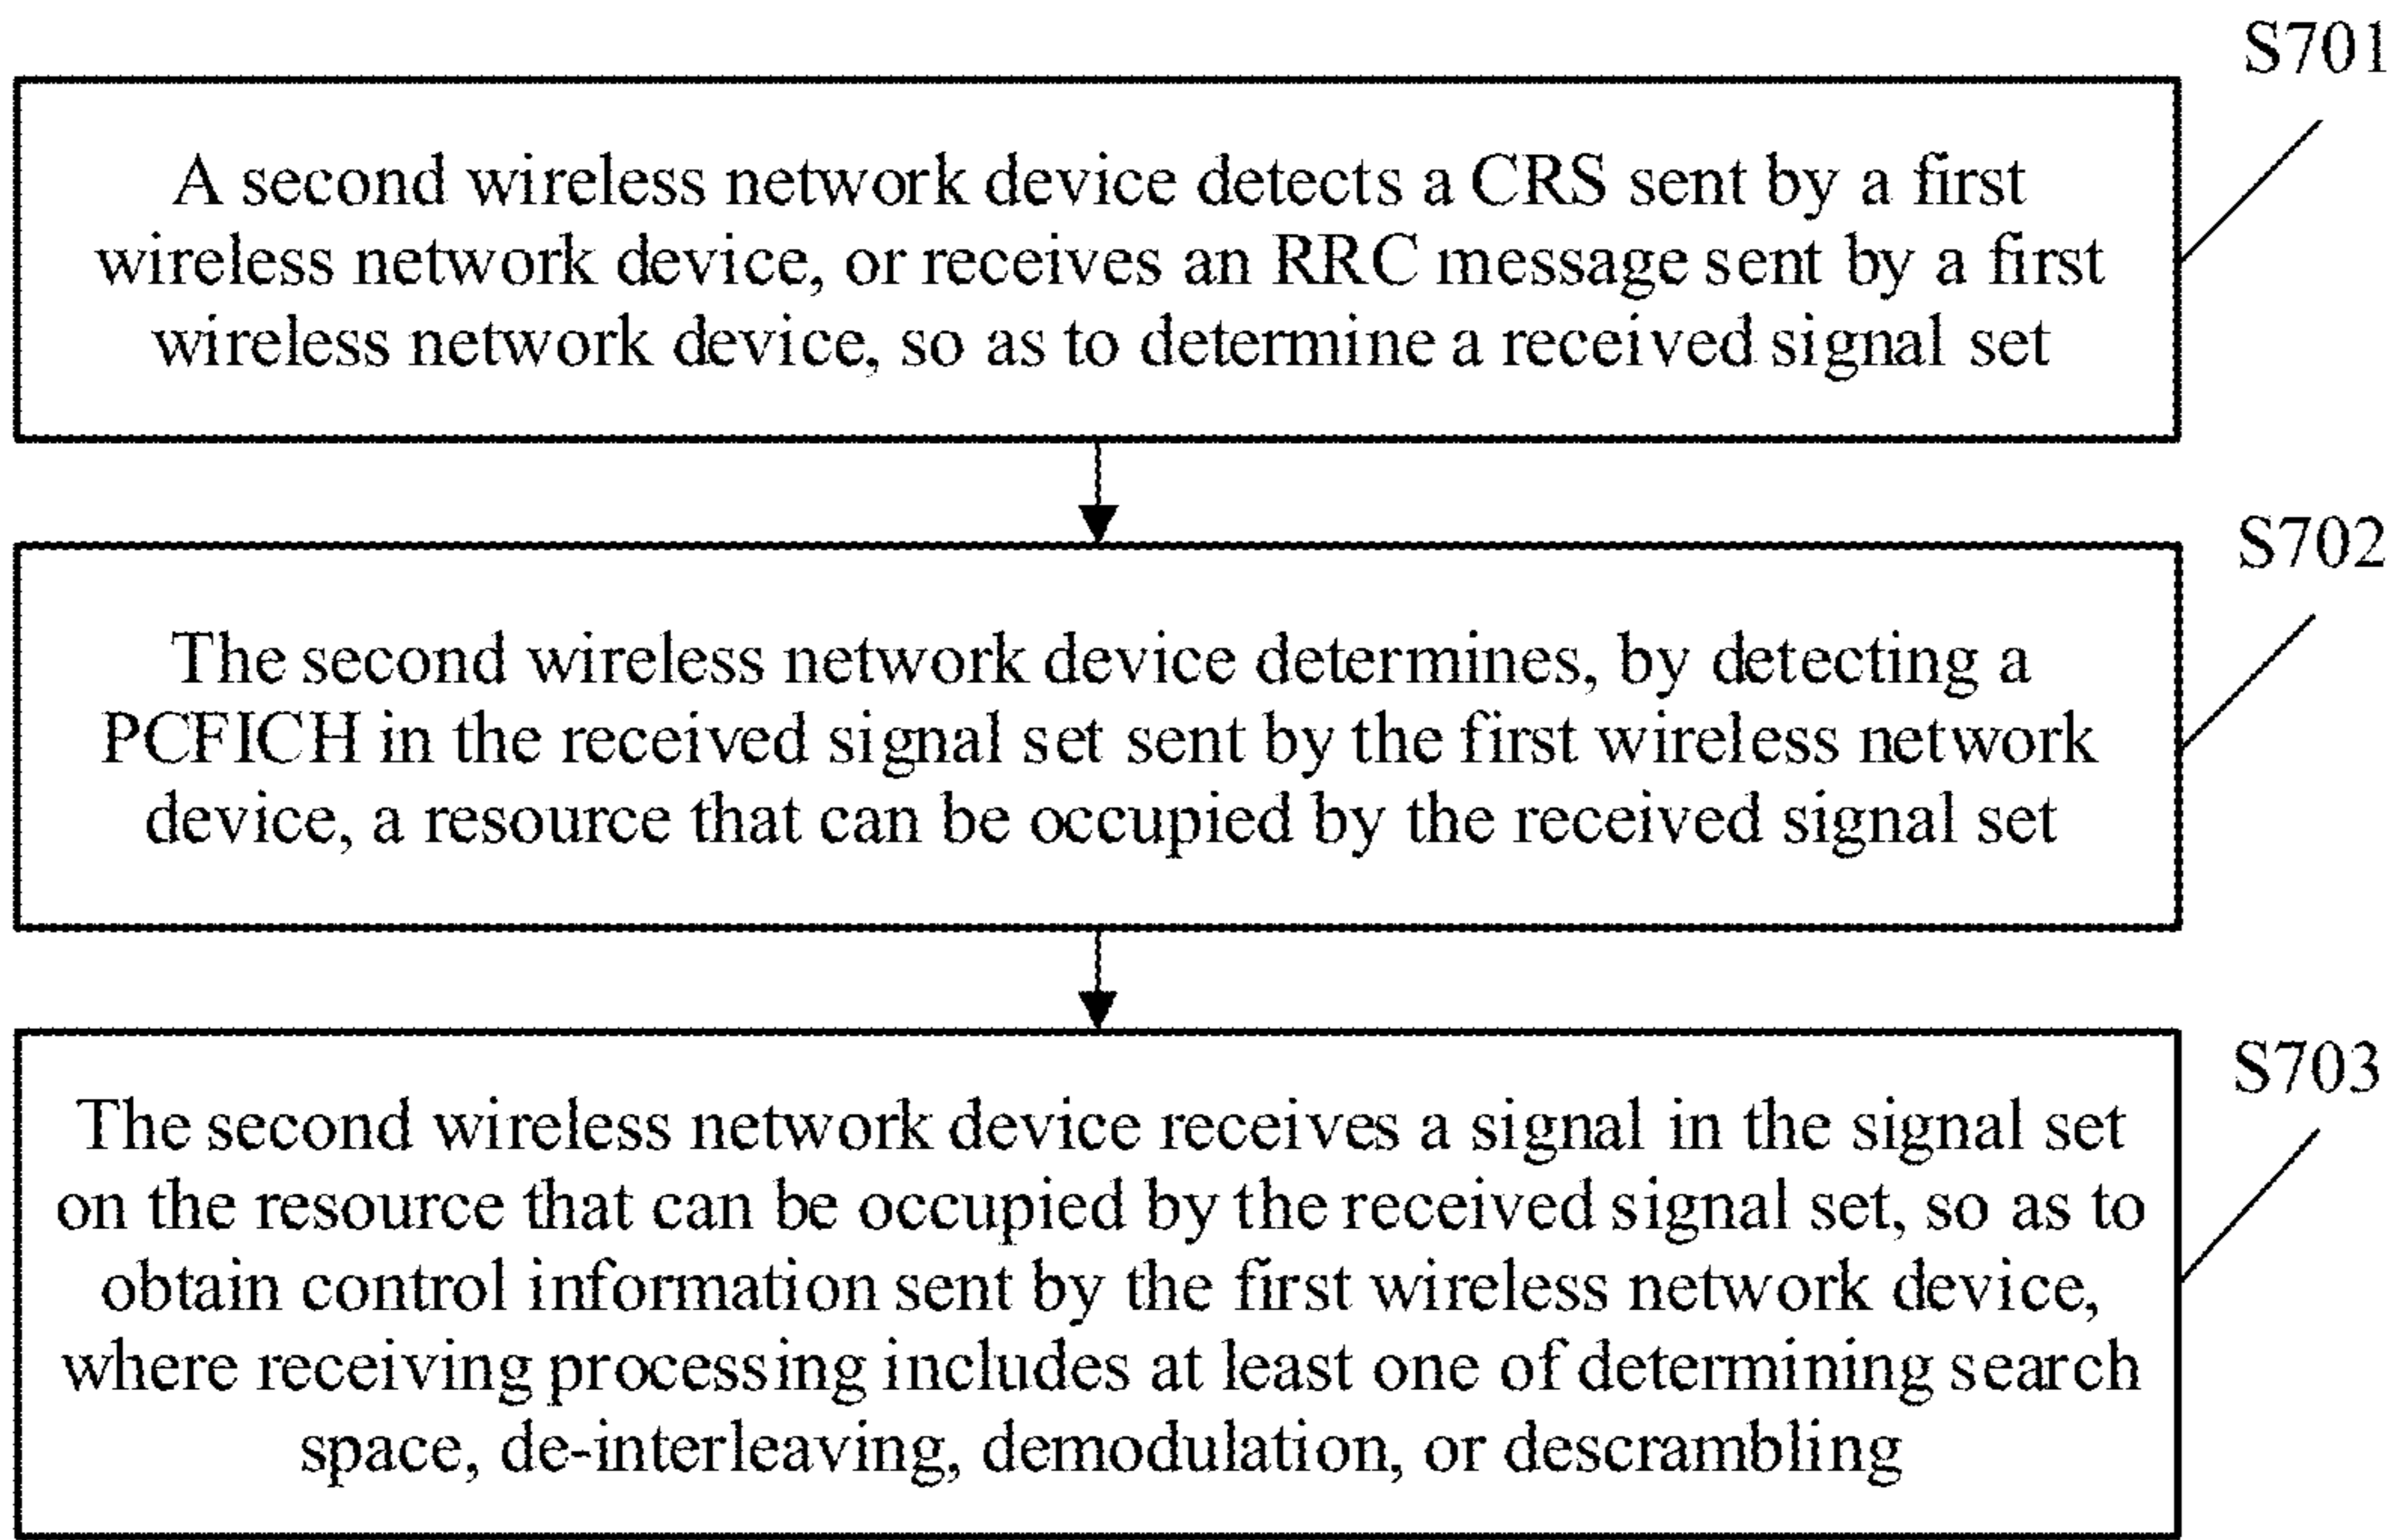 S701
A second wireless network device detects a CRS sent by a first
wireless network device, or receives an RRC message sent by a first
wireless network device, so as to determine a received signal set
S702
The second wireless network device determines, by detecting a
PCFICH in the received signal set sent by the first wireless network
device, a resource that can be occupied by the received signal set
S703
The second wireless network device receives a signal in the signal set
on the resource that can be occupied by the received signal set, so as to
obtain control information sent by the first wireless network device,
where receiving processing includes at least one of determining search
space, de-interleaving, demodulation, or descrambling